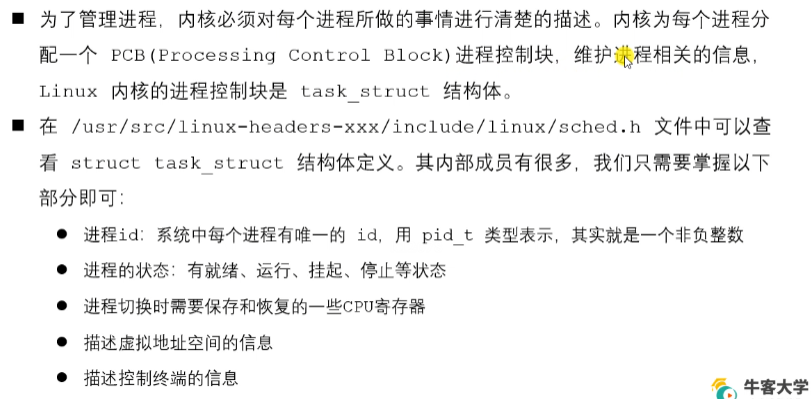 ■ 为了管理进程，内核必须对每个进程所做的事情进行清楚的描述。内核为每个进程分
配一个 PCB(Processing Control Block)进程控制块，维护进程相关的信息，
Linux 内核的进程控制块是 task_struct 结构体。
■ 在 /usr/src/linux-headers-xxx/include/linux/sched.h 文件中可以查
看 struct task_struct 结构体定义。其内部成员有很多，我们只需要掌握以下
部分即可：
● 进程id：系统中每个进程有唯一的 id，用 pid_t 类型表示，其实就是一个非负整数
● 进程的状态：有就绪、运行、挂起、停止等状态
● 进程切换时需要保存和恢复的一些CPU寄存器
● 描述虚拟地址空间的信息
● 描述控制终端的信息
牛客大学